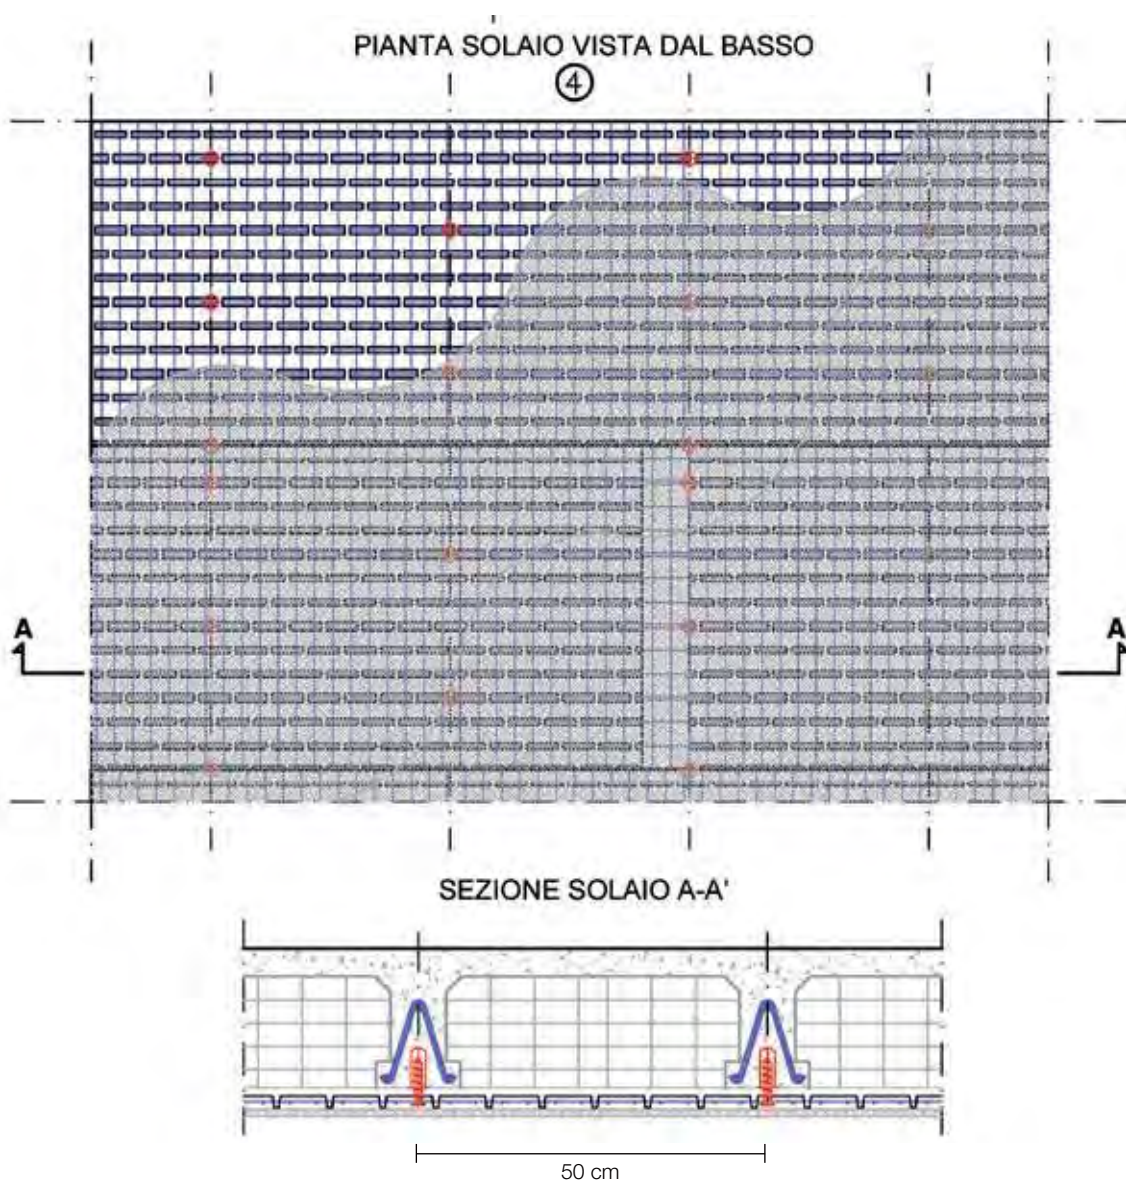 PIANTA SOLAIO VISTA DAL BASSO
4
A
A
SEZIONE SOLAIO A-A'
50 cm